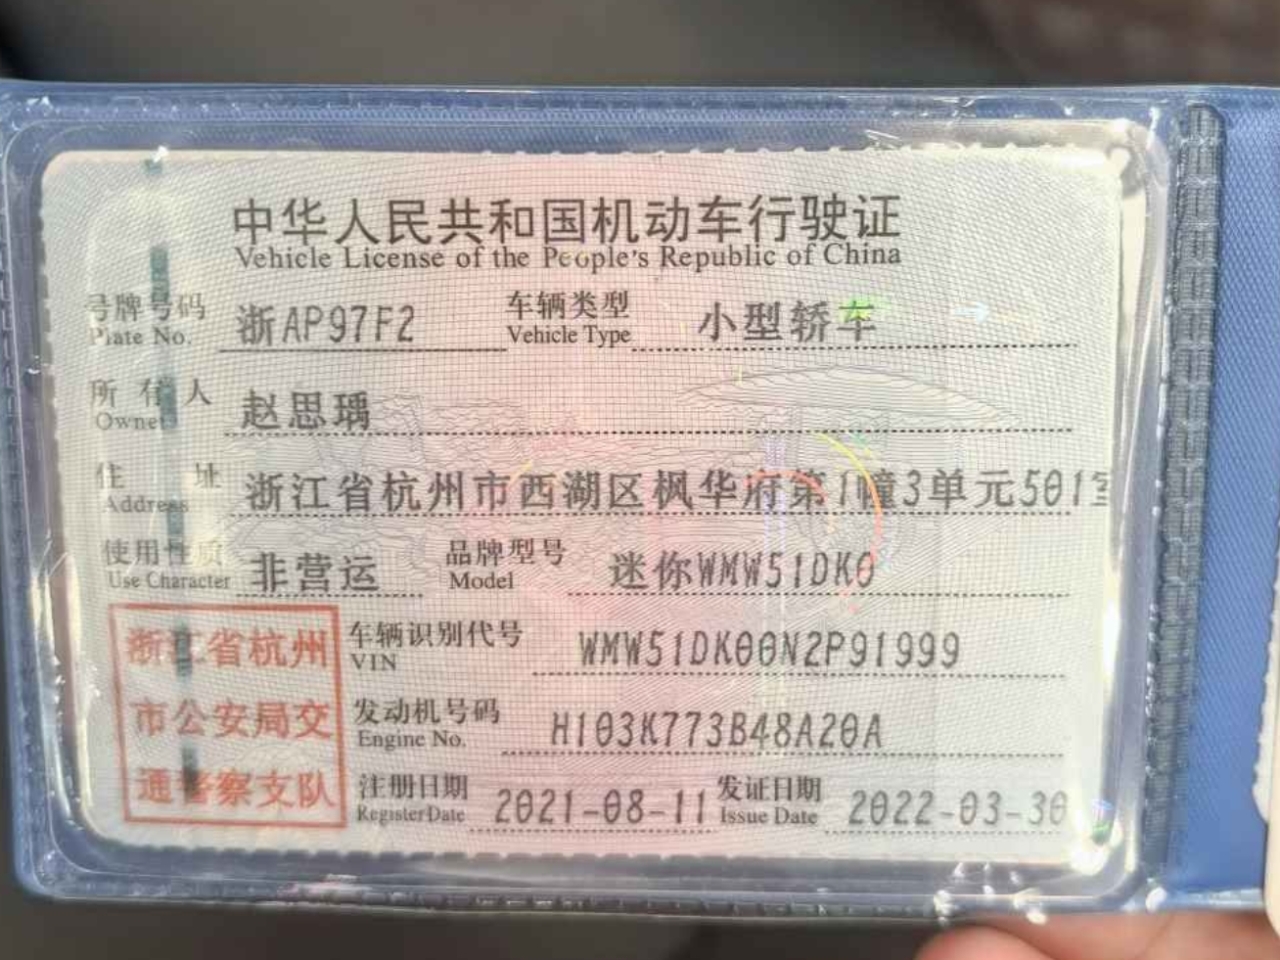 中华人民共和国机动车行驶证
Vehicle License of the People's Republic of China
号牌号码 浙AP97F2 车辆类型 小型轿车
Plate No. Vehicle Type
所有人 赵思瑀
Owner
住址 浙江省杭州市西湖区枫华府第1幢3单元501室
Address
使用性质 非营运 品牌型号 迷你WMW51DK0
Use Character Model
浙江省杭州
市公安局交
通警察支队
车辆识别代号 WMW51DK00N2P91999
VIN
发动机号码 H103K773B48A20A
Engine No.
注册日期 2021-08-11 发证日期 2022-03-30
Register Date Issue Date